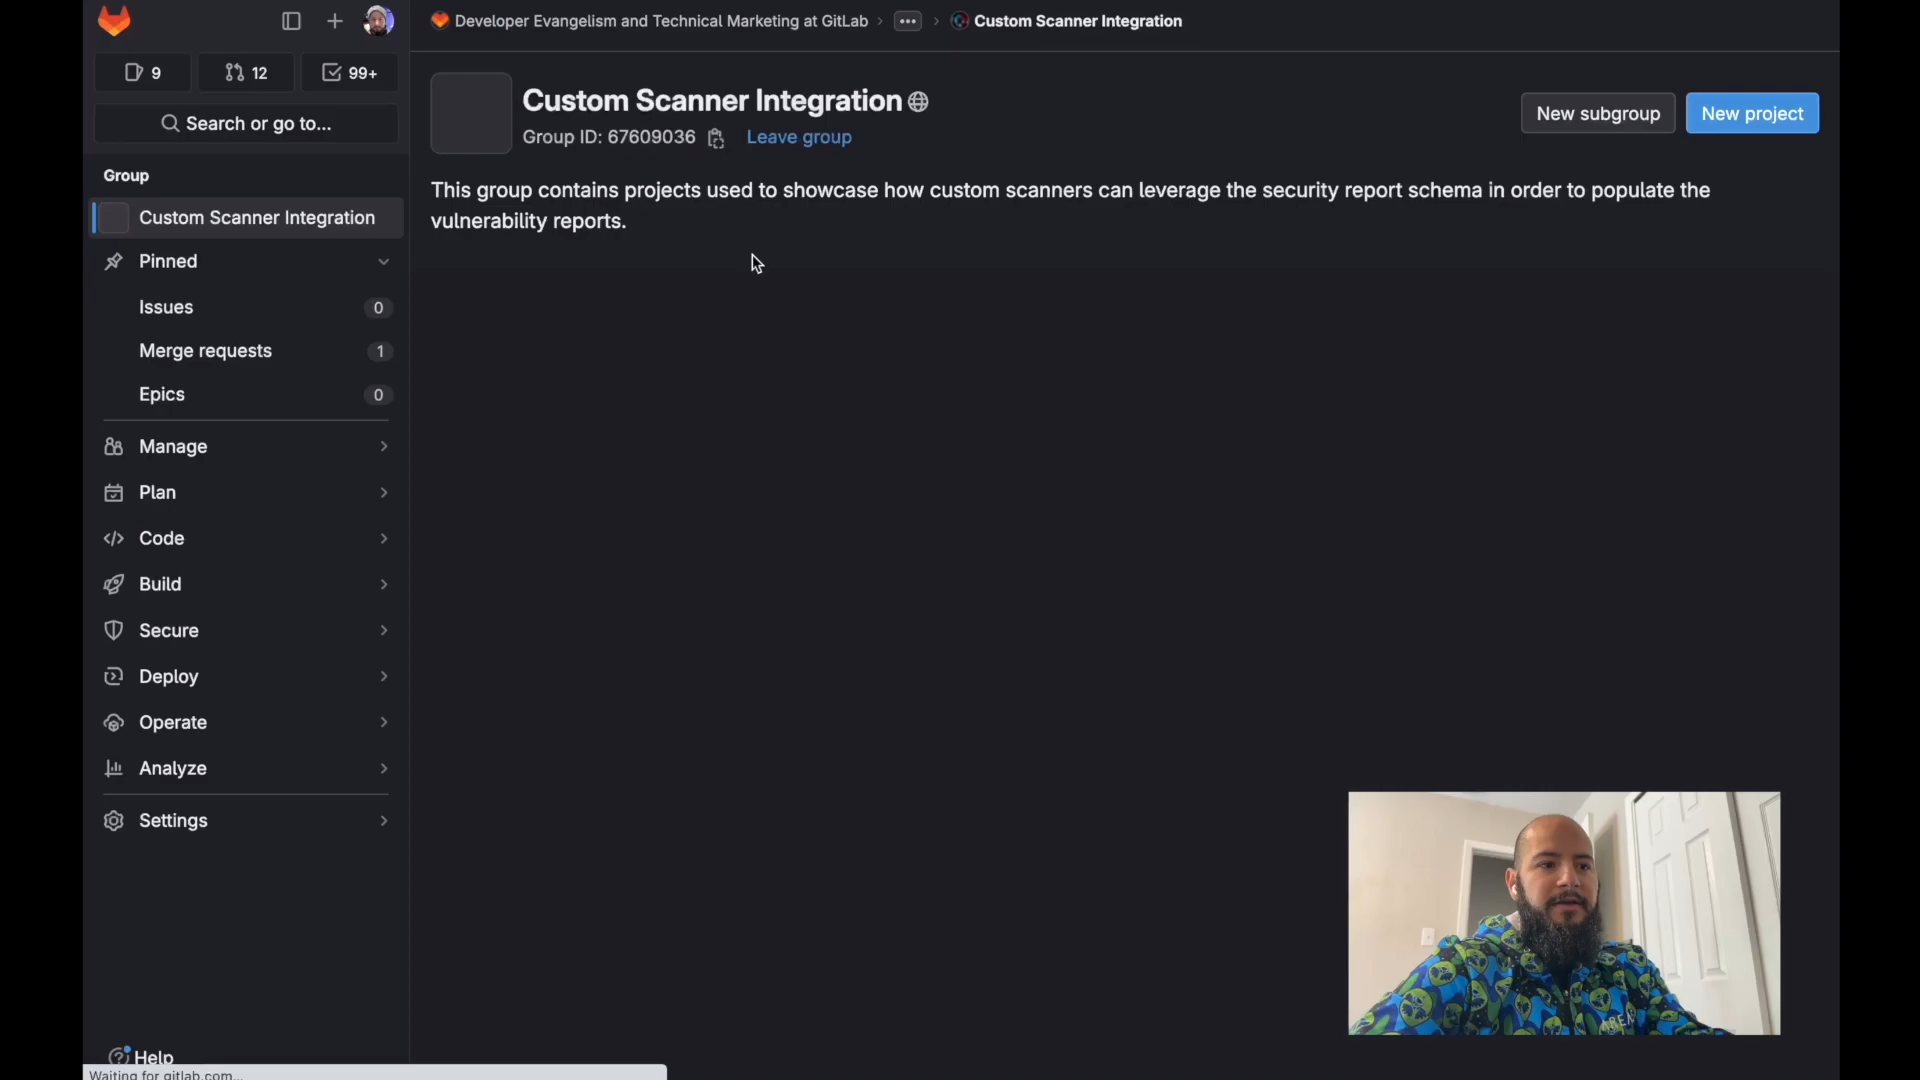 Developer Evangelism and Technical Marketing at GitLab
Custom Scanner Integration
9
12
99+
Search or go to...
Custom Scanner Integration
Group ID: 67609036
Leave group
New subgroup
New project
This group contains projects used to showcase how custom scanners can leverage the security report schema in order to populate the
vulnerability reports.
Group
Custom Scanner Integration
Pinned
Issues
0
Merge requests
1
Epics
0
Manage
Plan
Code
Build
Secure
Deploy
Operate
Analyze
Settings
Help
Waiting for gitlab.com...